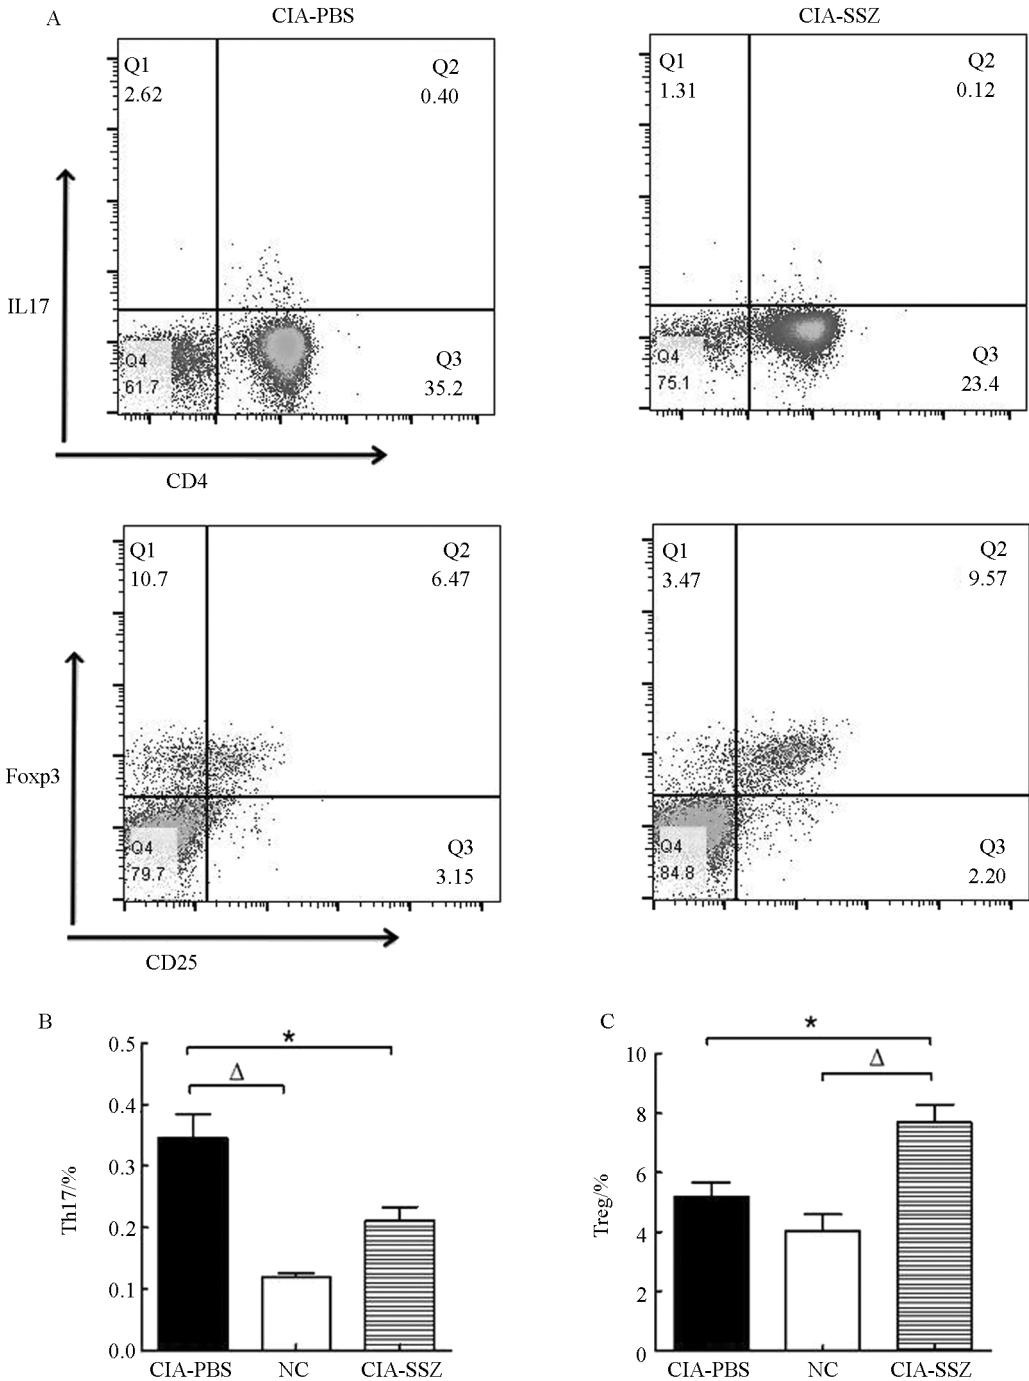 A
CIA-PBS
CIA-SSZ
Q1
2.62
Q2
0.40
Q4
61.7
Q3
35.2
Q1
1.31
Q2
0.12
Q4
75.1
Q3
23.4
IL17
CD4
Q1
10.7
Q2
6.47
Q4
79.7
Q3
3.15
Q1
3.47
Q2
9.57
Q4
84.8
Q3
2.20
Foxp3
CD25
B
*
Δ
0.5
0.4
0.3
0.2
0.1
0.0
Th17/%
CIA-PBS NC CIA-SSZ
C
*
Δ
10
8
6
4
2
0
Treg/%
CIA-PBS NC CIA-SSZ